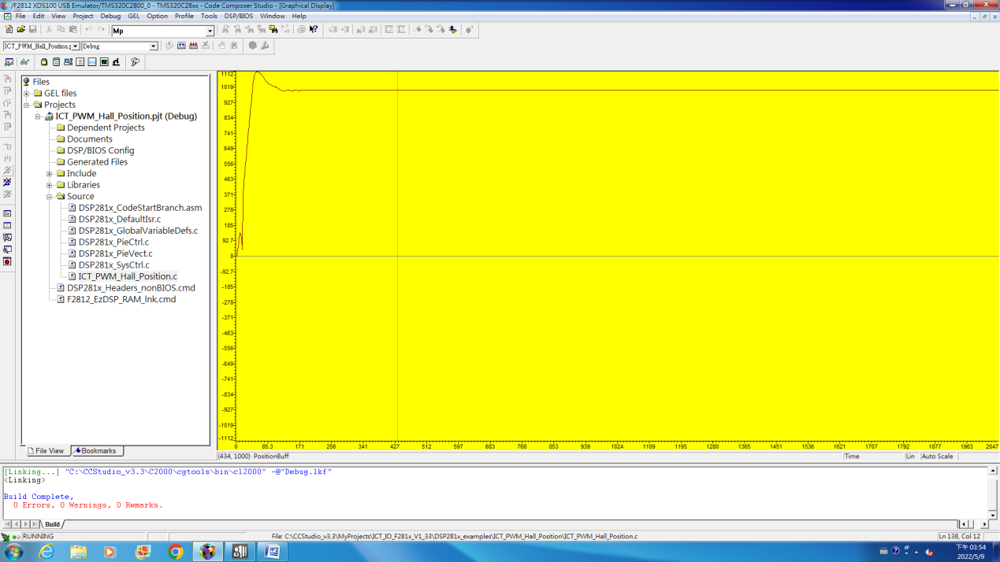 /F2812 XDS100 USB Emulator/TMS320C2800_0 - TMS320C28xx - Code Composer Studio - [Graphical Display]
File Edit View Project Debug GEL Option Profile Tools DSP/BIOS Window Help
Mp
ICT_PWM_Hall_Position.p Debug
Files
GEL files
Projects
ICT_PWM_Hall_Position.pjt (Debug)
Dependent Projects
Documents
DSP/BIOS Config
Generated Files
Include
Libraries
Source
DSP281x_CodeStartBranch.asm
DSP281x_DefaultIsr.c
DSP281x_GlobalVariableDefs.c
DSP281x_PieCtrl.c
DSP281x_PieVect.c
DSP281x_SysCtrl.c
ICT_PWM_Hall_Position.c
DSP281x_Headers_nonBIOS.cmd
F2812_EzDSP_RAM_lnk.cmd
File View Bookmarks
1112
1019
927
834
741
649
556
463
371
278
185
92.7
0
-92.7
-185
-278
-371
-463
-556
-649
-741
-834
-927
-1019
-1112
0 85.3 171 256 341 427 512 597 683 768 853 939 1024 1109 1195 1280 1365 1451 1536 1621 1707 1792 1877 1963 2047
(434, 1000) PositionBuff Time Lin Auto Scale
[Linking...] "C:\CCStudio_v3.3\C2000\cgtools\bin\cl2000" -@"Debug.lkf"
<Linking>
Build Complete,
0 Errors, 0 Warnings, 0 Remarks.
Build
RUNNING File: C:\CCStudio_v3.3\MyProjects\ICT_IO_F281x_V1_33\DSP281x_examples\ICT_PWM_Hall_Position\ICT_PWM_Hall_Position.c Ln 138, Col 12
下午 03:54
2022/5/9